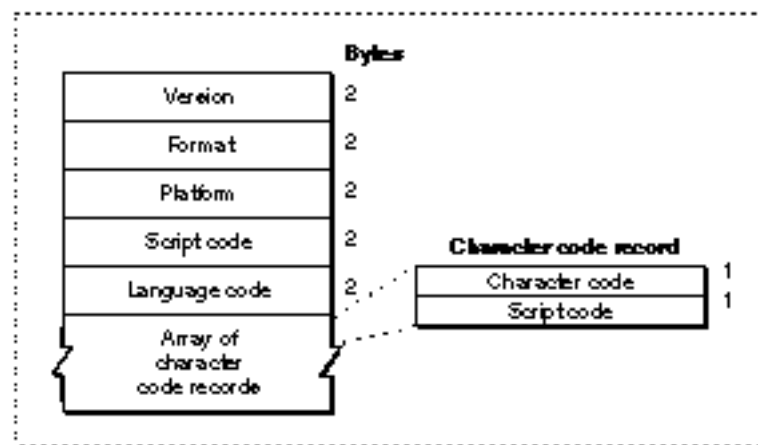 Bytes
Version 2
Format 2
Platform 2
Script code 2
Language code 2
Array of
character
code records
Character code record
Character code 1
Script code 1